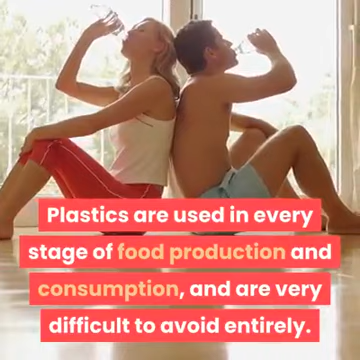 Plastics are used in every
stage of food production and
consumption, and are very
difficult to avoid entirely.